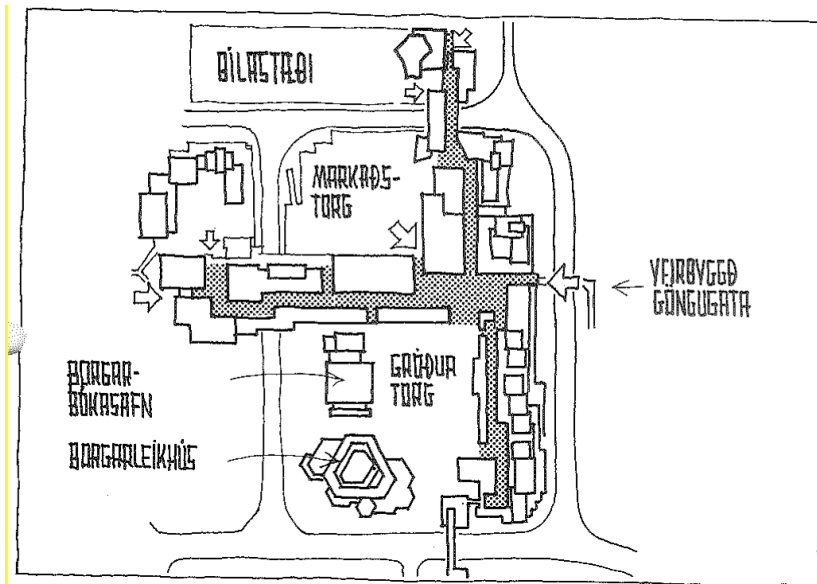 BÍLASTÆÐI
MARKAÐS-
TORG
YFIRBYGGÐ
GÖNGUGATA
BORGAR-
BÓKASAFN
GRÓÐUR
TORG
BORGARLEIKHÚS